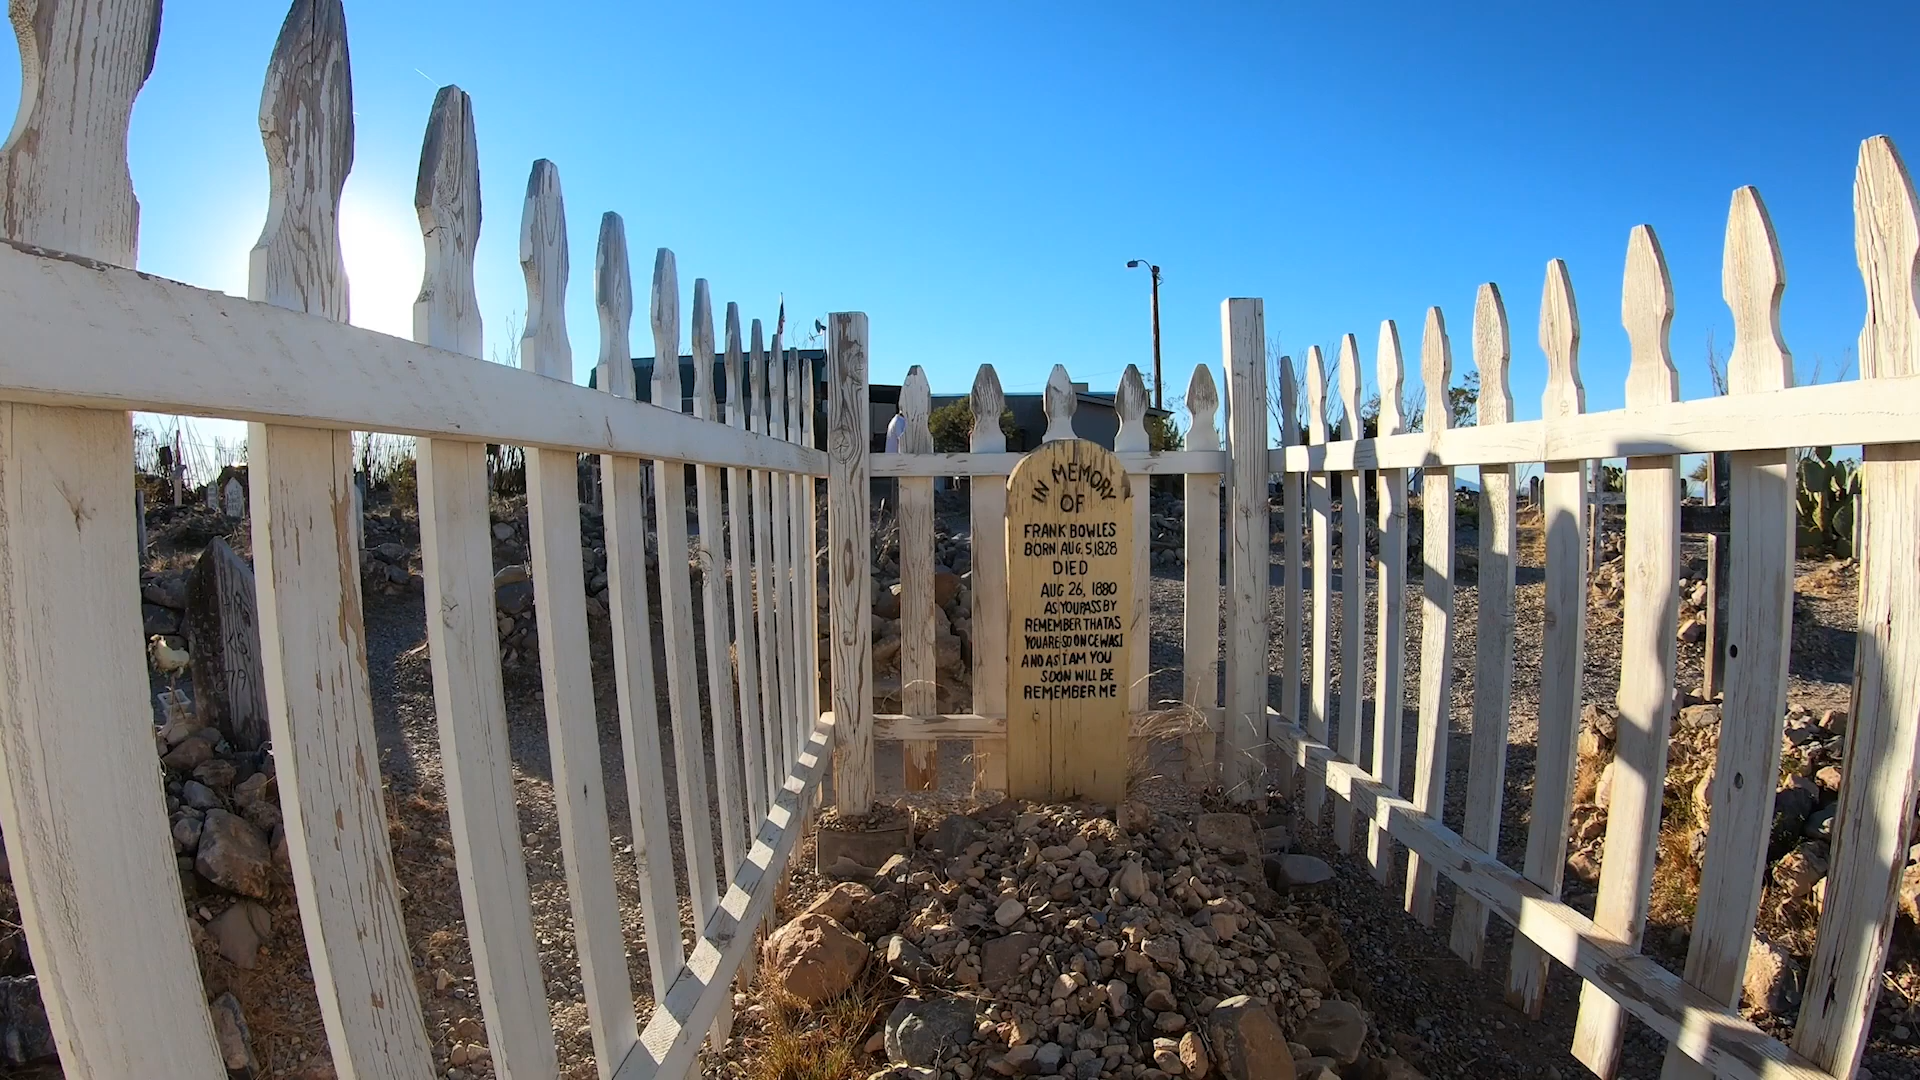 IN MEMORY
OF
FRANK BOWLES
BORN AUG. 5, 1828
DIED
AUG 26, 1880
AS YOU PASS BY
REMEMBER THAT AS
YOU ARE SO ONCE WAS I
AND AS I AM YOU
SOON WILL BE
REMEMBER ME